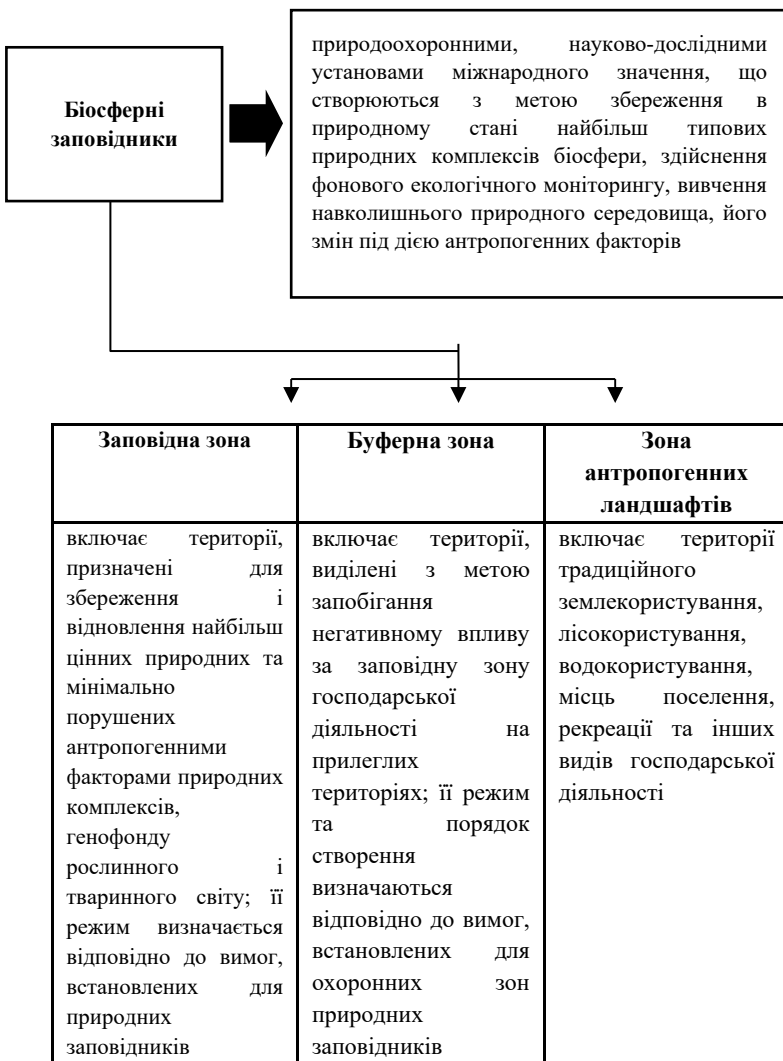 Біосферні
заповідники
природоохоронними, науково-дослідними
установами міжнародного значення, що
створюються з метою збереження в
природному стані найбільш типових
природних комплексів біосфери, здійснення
фонового екологічного моніторингу, вивчення
навколишнього природного середовища, його
змін під дією антропогенних факторів
Заповідна зона
Буферна зона
Зона
антропогенних
ландшафтів
включає території,
призначені для
збереження і
відновлення найбільш
цінних природних та
мінімально
порушених
антропогенними
факторами природних
комплексів,
генофонду
рослинного і
тваринного світу; її
режим визначається
відповідно до вимог,
встановлених для
природних
заповідників
включає території,
виділені з метою
запобігання
негативному впливу
за заповідну зону
господарської
діяльності на
прилеглих
територіях; її режим
та порядок
створення
визначаються
відповідно до вимог,
встановлених для
охоронних зон
природних
заповідників
включає території
традиційного
землекористування,
лісокористування,
водокористування,
місць поселення,
рекреації та інших
видів господарської
діяльності